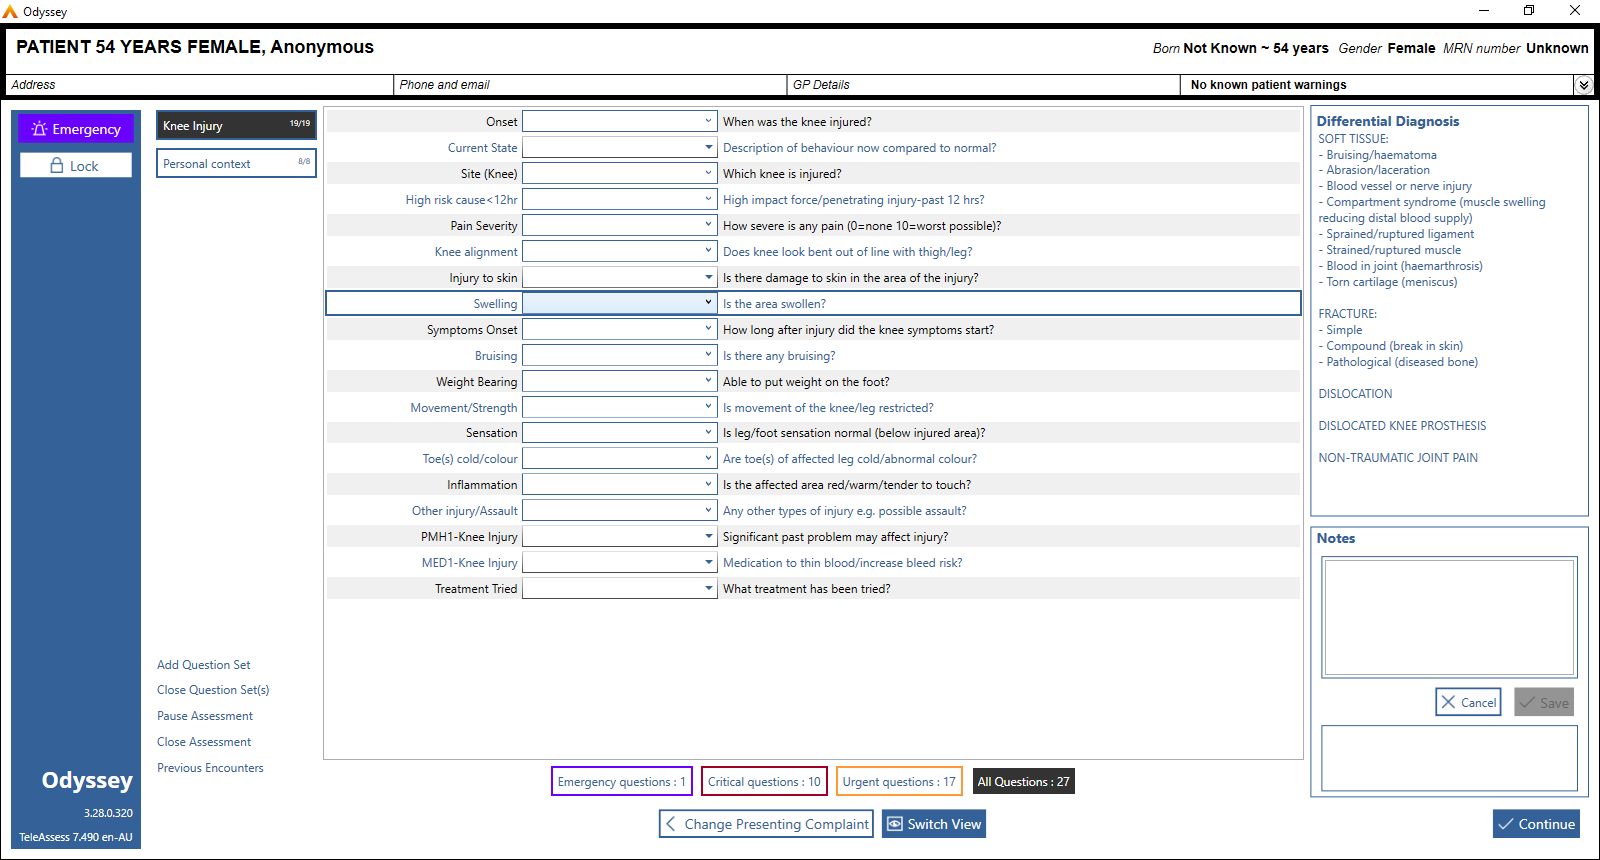 Odyssey
PATIENT 54 YEARS FEMALE, Anonymous
Born Not Known ~ 54 years Gender Female MRN number Unknown
Address
Phone and email
GP Details
No known patient warnings
Emergency
Lock
Knee Injury 19/19
Personal context 8/8
Onset When was the knee injured?
Current State Description of behaviour now compared to normal?
Site (Knee) Which knee is injured?
High risk cause<12hr High impact force/penetrating injury-past 12 hrs?
Pain Severity How severe is any pain (0=none 10=worst possible)?
Knee alignment Does knee look bent out of line with thigh/leg?
Injury to skin Is there damage to skin in the area of the injury?
Swelling Is the area swollen?
Symptoms Onset How long after injury did the knee symptoms start?
Bruising Is there any bruising?
Weight Bearing Able to put weight on the foot?
Movement/Strength Is movement of the knee/leg restricted?
Sensation Is leg/foot sensation normal (below injured area)?
Toe(s) cold/colour Are toe(s) of affected leg cold/abnormal colour?
Inflammation Is the affected area red/warm/tender to touch?
Other injury/Assault Any other types of injury e.g. possible assault?
PMH1-Knee Injury Significant past problem may affect injury?
MED1-Knee Injury Medication to thin blood/increase bleed risk?
Treatment Tried What treatment has been tried?
Differential Diagnosis
SOFT TISSUE:
- Bruising/haematoma
- Abrasion/laceration
- Blood vessel or nerve injury
- Compartment syndrome (muscle swelling
reducing distal blood supply)
- Sprained/ruptured ligament
- Strained/ruptured muscle
- Blood in joint (haemarthrosis)
- Torn cartilage (meniscus)
FRACTURE:
- Simple
- Compound (break in skin)
- Pathological (diseased bone)
DISLOCATION
DISLOCATED KNEE PROSTHESIS
NON-TRAUMATIC JOINT PAIN
Notes
Cancel
Save
Add Question Set
Close Question Set(s)
Pause Assessment
Close Assessment
Previous Encounters
Odyssey
3.28.0.320
TeleAssess 7.490 en-AU
Emergency questions : 1
Critical questions : 10
Urgent questions : 17
All Questions : 27
Change Presenting Complaint
Switch View
Continue